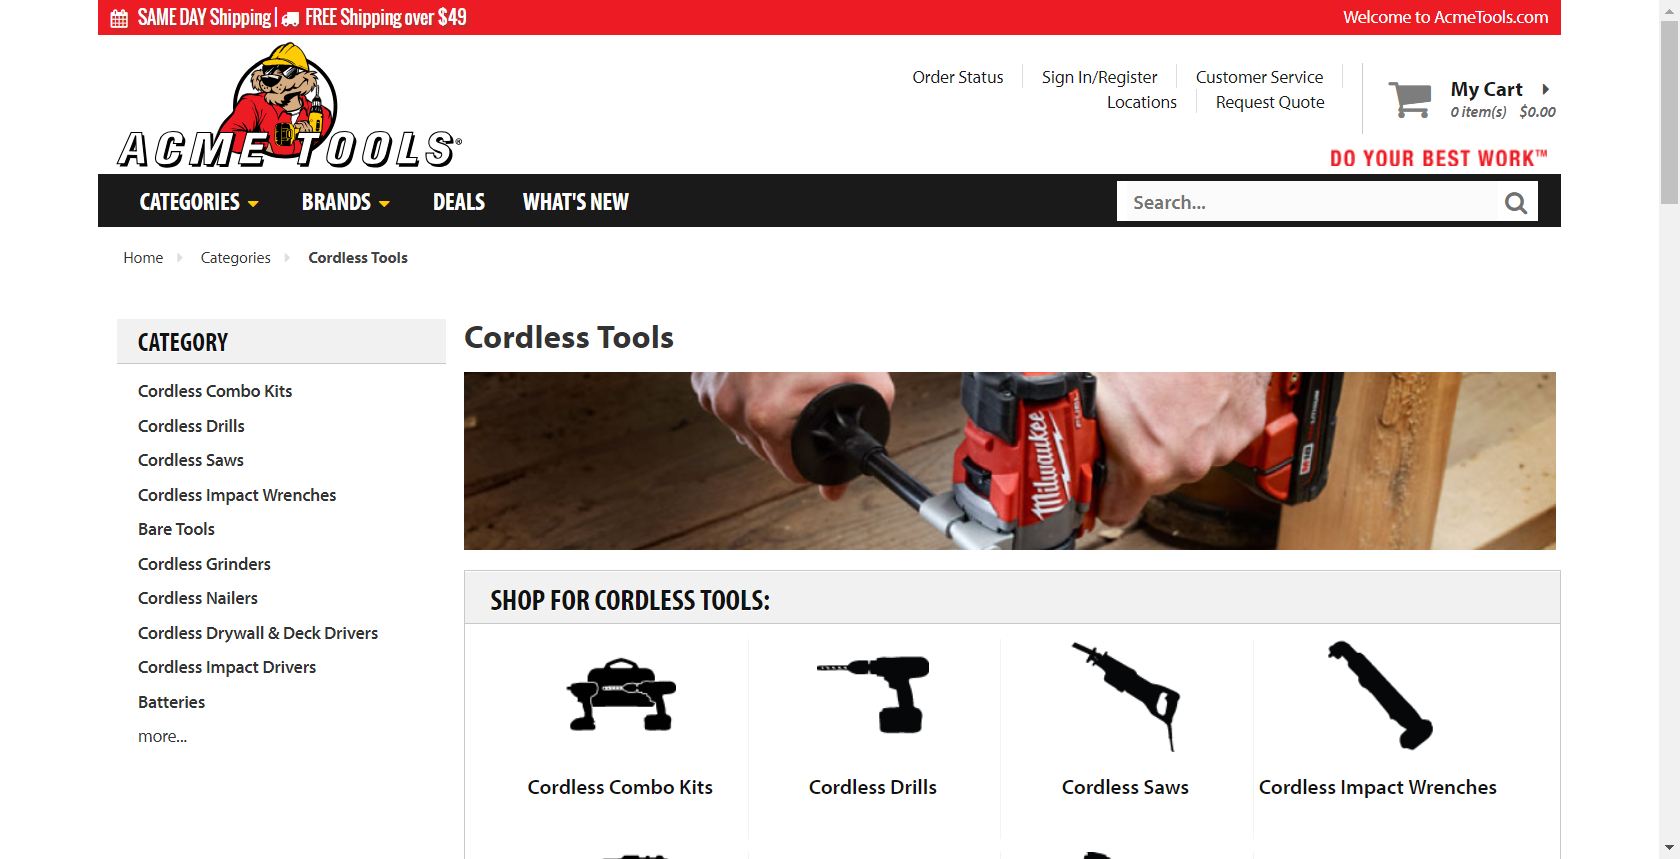 SAME DAY Shipping | FREE Shipping over $49
Welcome to AcmeTools.com
ACME TOOLS®
Order Status
Sign In/Register
Customer Service
Locations
Request Quote
My Cart
0 item(s) $0.00
DO YOUR BEST WORK™
CATEGORIES
BRANDS
DEALS
WHAT'S NEW
Search...
Home
Categories
Cordless Tools
CATEGORY
Cordless Combo Kits
Cordless Drills
Cordless Saws
Cordless Impact Wrenches
Bare Tools
Cordless Grinders
Cordless Nailers
Cordless Drywall & Deck Drivers
Cordless Impact Drivers
Batteries
more...
Cordless Tools
Milwaukee
FUEL
M18
LITHIUM
SHOP FOR CORDLESS TOOLS:
Cordless Combo Kits
Cordless Drills
Cordless Saws
Cordless Impact Wrenches